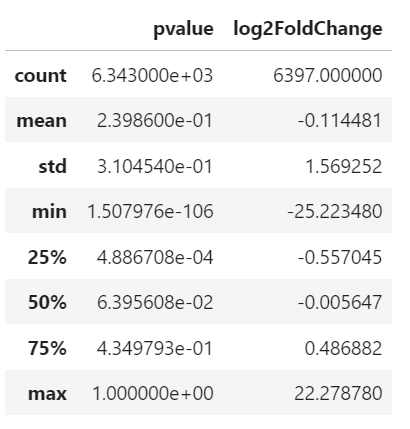 pvalue log2FoldChange
count 6.343000e+03 6397.000000
mean 2.398600e-01 -0.114481
std 3.104540e-01 1.569252
min 1.507976e-106 -25.223480
25% 4.886708e-04 -0.557045
50% 6.395608e-02 -0.005647
75% 4.349793e-01 0.486882
max 1.000000e+00 22.278780